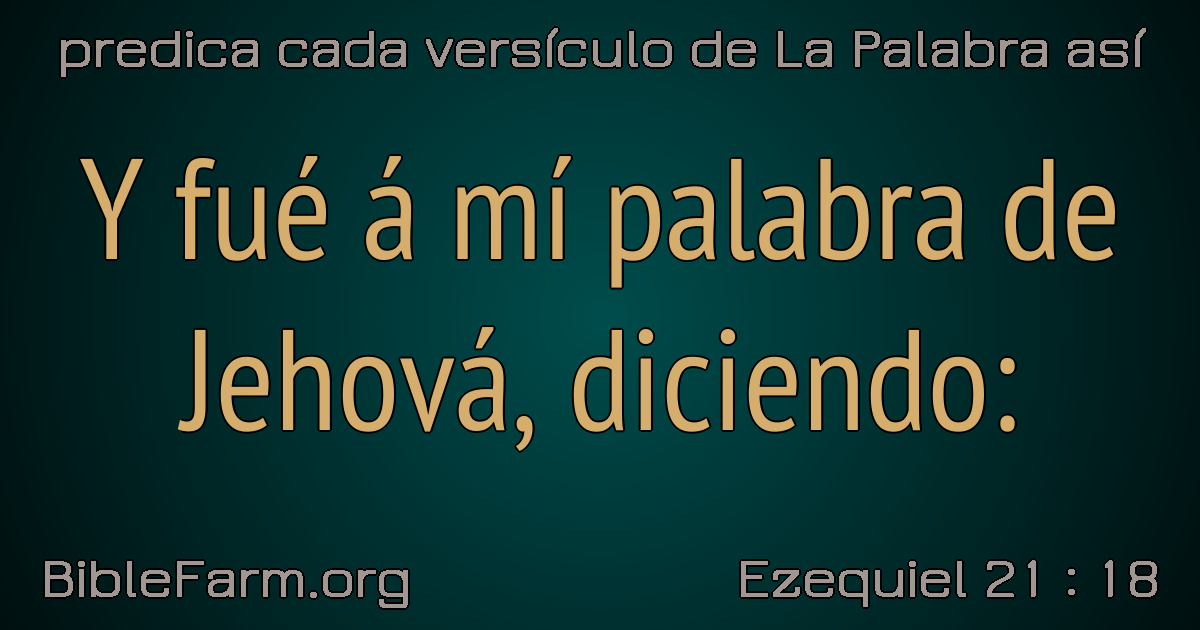 predica cada versículo de La Palabra así
Y fué á mí palabra de
Jehová, diciendo:
BibleFarm.org
Ezequiel 21 : 18